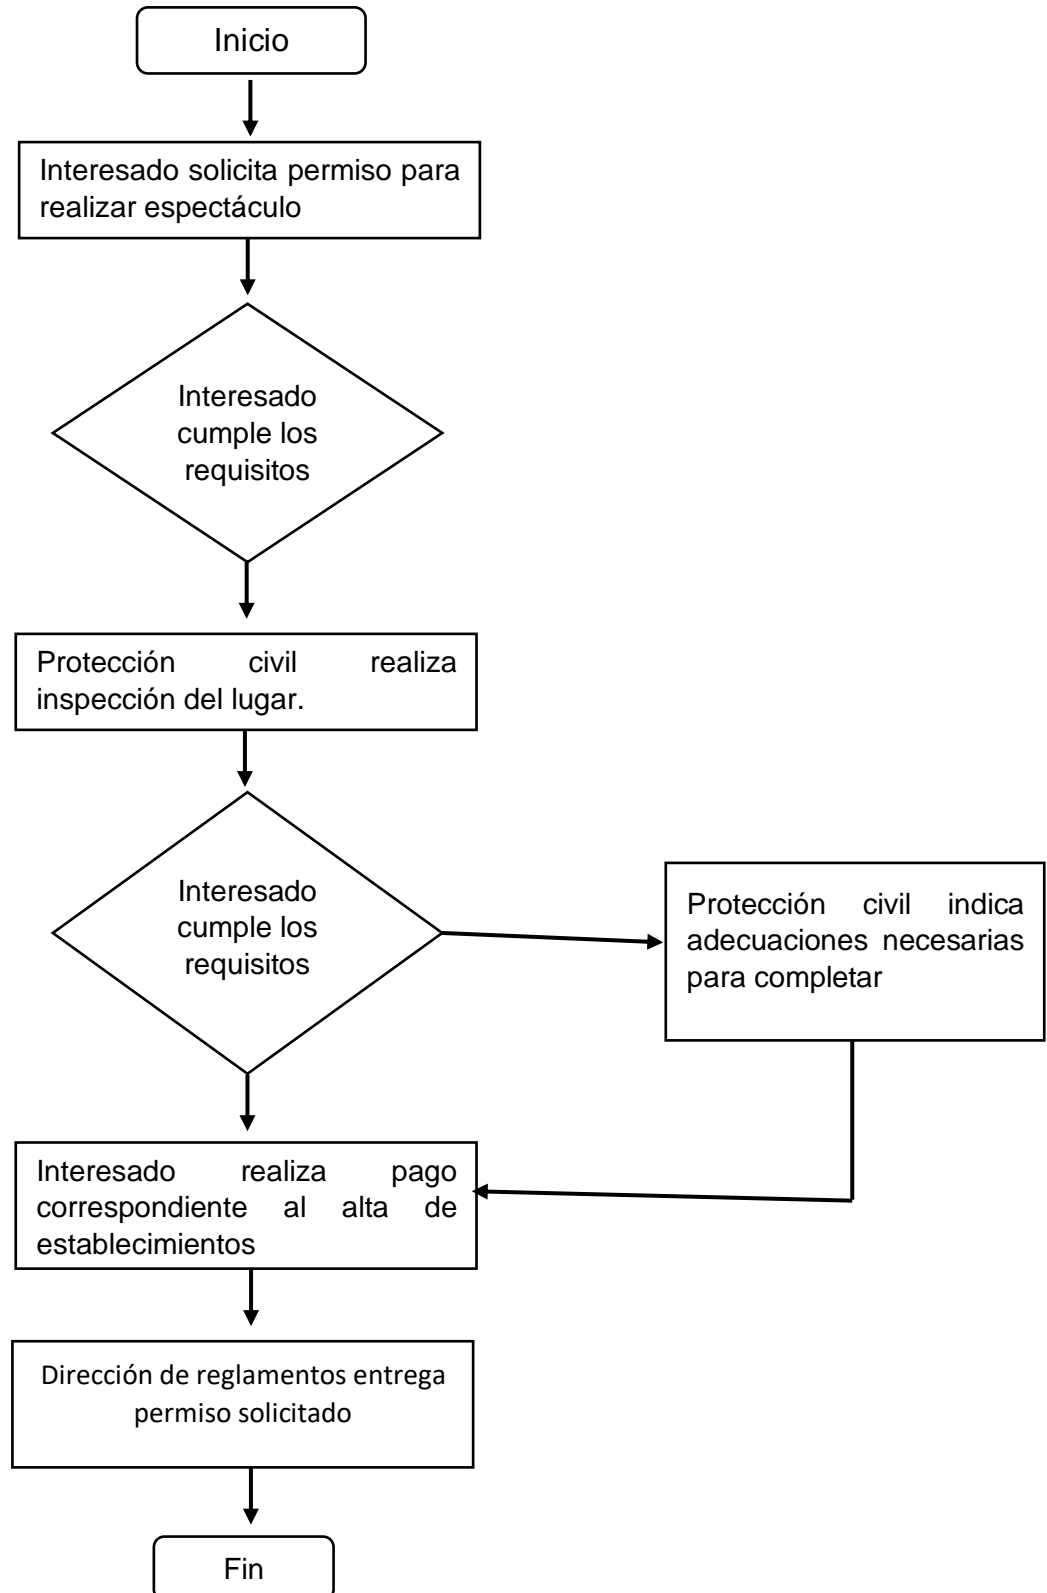 Inicio
Interesado solicita permiso para
realizar espectáculo
Interesado
cumple los
requisitos
Protección civil realiza
inspección del lugar.
Interesado
cumple los
requisitos
Protección civil indica
adecuaciones necesarias
para completar
Interesado realiza pago
correspondiente al alta de
establecimientos
Dirección de reglamentos entrega
permiso solicitado
Fin